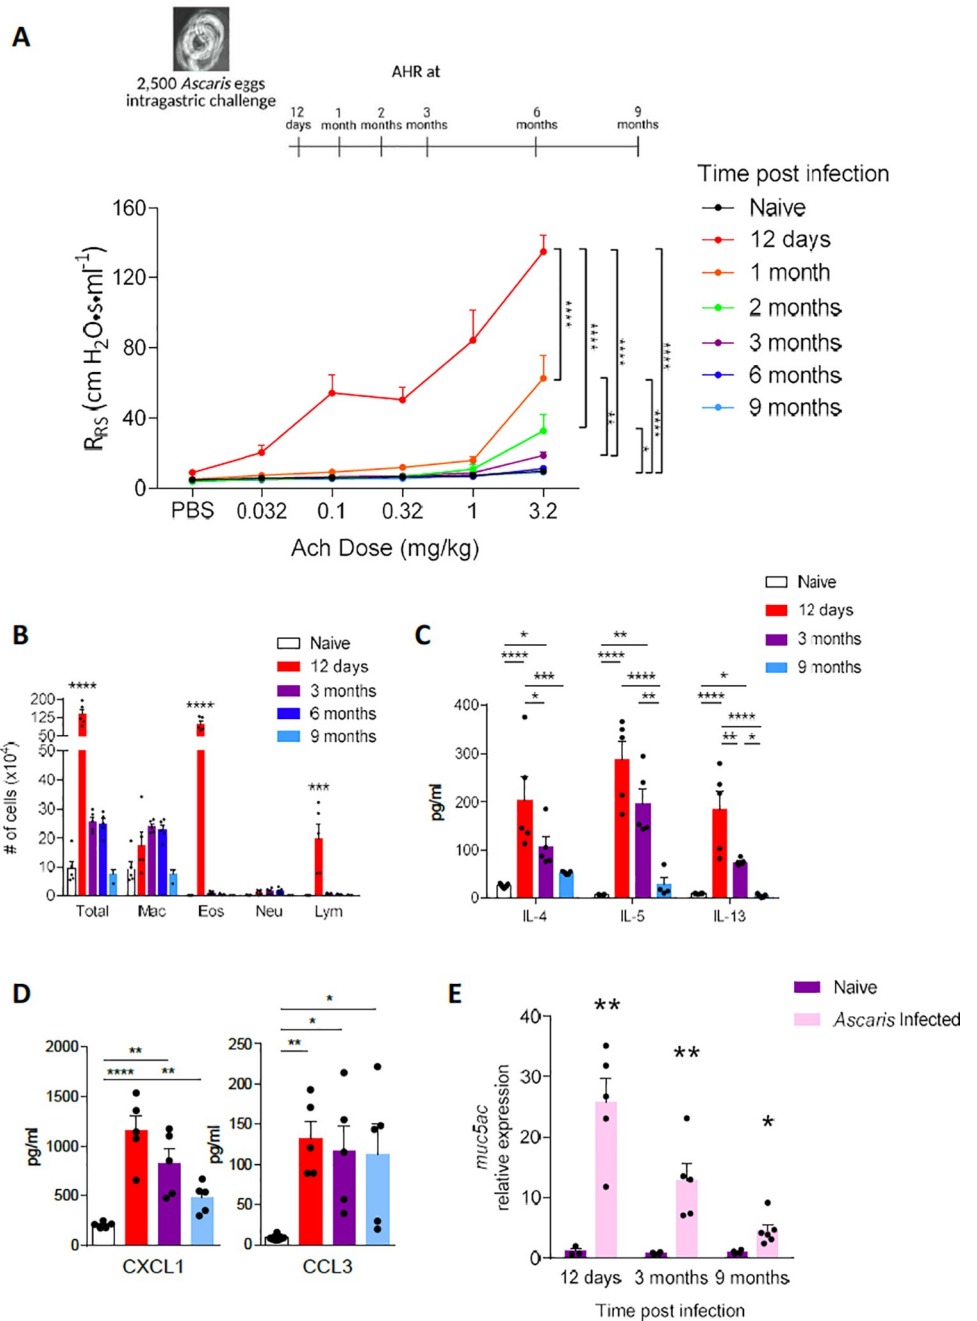 A
2,500 Ascaris eggs
intragastric challenge
AHR at
12 days
1 month
2 months
3 months
6 months
9 months
Time post infection
Naive
12 days
1 month
2 months
3 months
6 months
9 months
160
120
80
40
0
R_RS (cm H₂O•s•ml⁻¹)
PBS 0.032 0.1 0.32 1 3.2
Ach Dose (mg/kg)
****
****
**
****
*
****
****
B
Naive
12 days
3 months
6 months
9 months
200
125
50
50
40
30
20
10
0
# of cells (x10⁴)
****
****
***
Total Mac Eos Neu Lym
C
Naive
12 days
3 months
9 months
* ** *
**** **** ****
*** **** ****
* ** ** *
400
300
200
100
0
pg/ml
IL-4 IL-5 IL-13
D
2000
1500
1000
500
0
pg/ml
**
**** **
CXCL1
250
200
150
100
50
0
pg/ml
*
*
**
CCL3
E
Naive
Ascaris Infected
40
30
20
10
0
muc5ac
relative expression
**
**
*
12 days 3 months 9 months
Time post infection